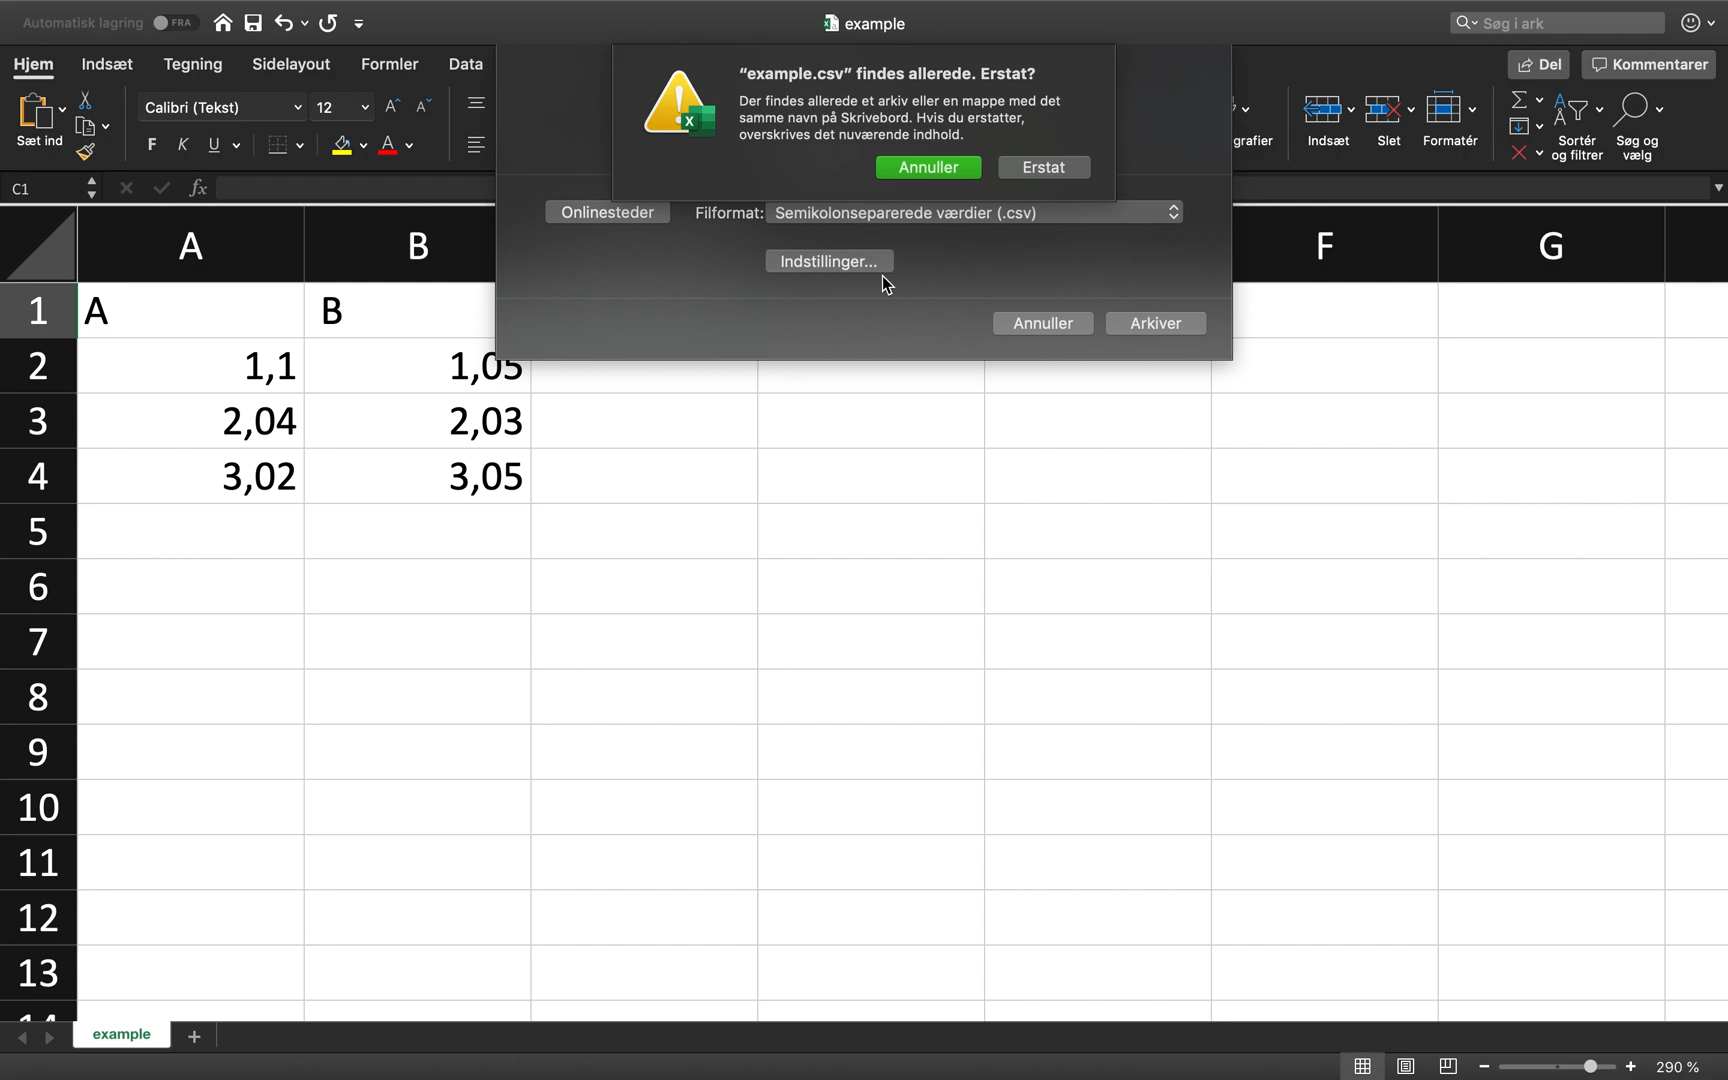 Automatisk lagring FRA
example
Søg i ark
Hjem Indsæt Tegning Sidelayout Formler Data
Del Kommentarer
“example.csv” findes allerede. Erstat?
Der findes allerede et arkiv eller en mappe med det
samme navn på Skrivebord. Hvis du erstatter,
overskrives det nuværende indhold.
Annuller Erstat
Sæt ind
Calibri (Tekst) 12
F K U
grafier
Indsæt Slet Formatér
Sortér
og filtrer
Søg og
vælg
C1
fx
Onlinesteder Filformat: Semikolonseparerede værdier (.csv)
Indstillinger...
Annuller Arkiver
A B F G
1 A B
2 1,1 1,05
3 2,04 2,03
4 3,02 3,05
5
6
7
8
9
10
11
12
13
14
example
290 %